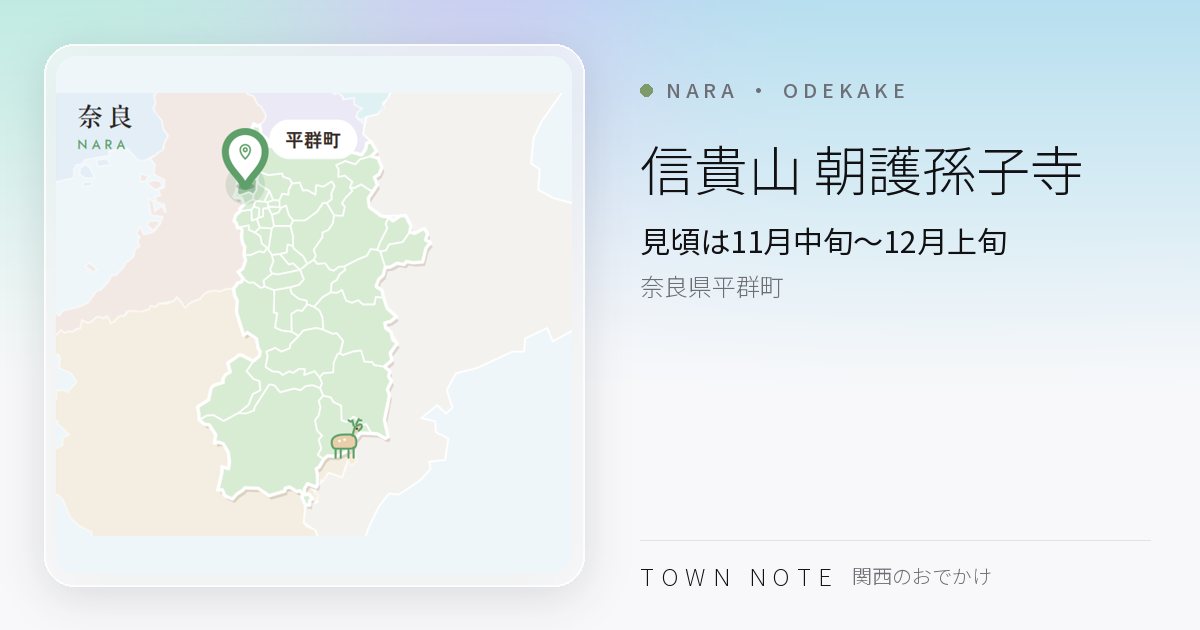 奈良
NARA
平群町
NARA • ODEKAKE
信貴山 朝護孫子寺
見頃は11月中旬〜12月上旬
奈良県平群町
TOWN NOTE 関西のおでかけ